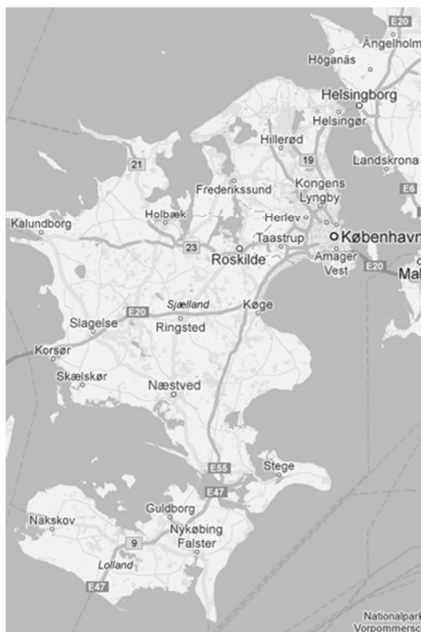 E20
Ängelholm
Höganäs
Helsingborg
Helsingør
Hillerød
Landskrona
21
19
Frederikssund
Kongens
Lyngby
E6
Holbæk
Herlev
Kalundborg
København
23
Taastrup
Roskilde
Amager
Vest
E20
Mal
Sjælland
Køge
E20
Slagelse
Ringsted
Korsør
Skælskør
Næstved
E55
Stege
E47
Guldborg
Nakskov
Nykøbing
Falster
9
Lolland
E47
Nationalpark
Vorpommersc